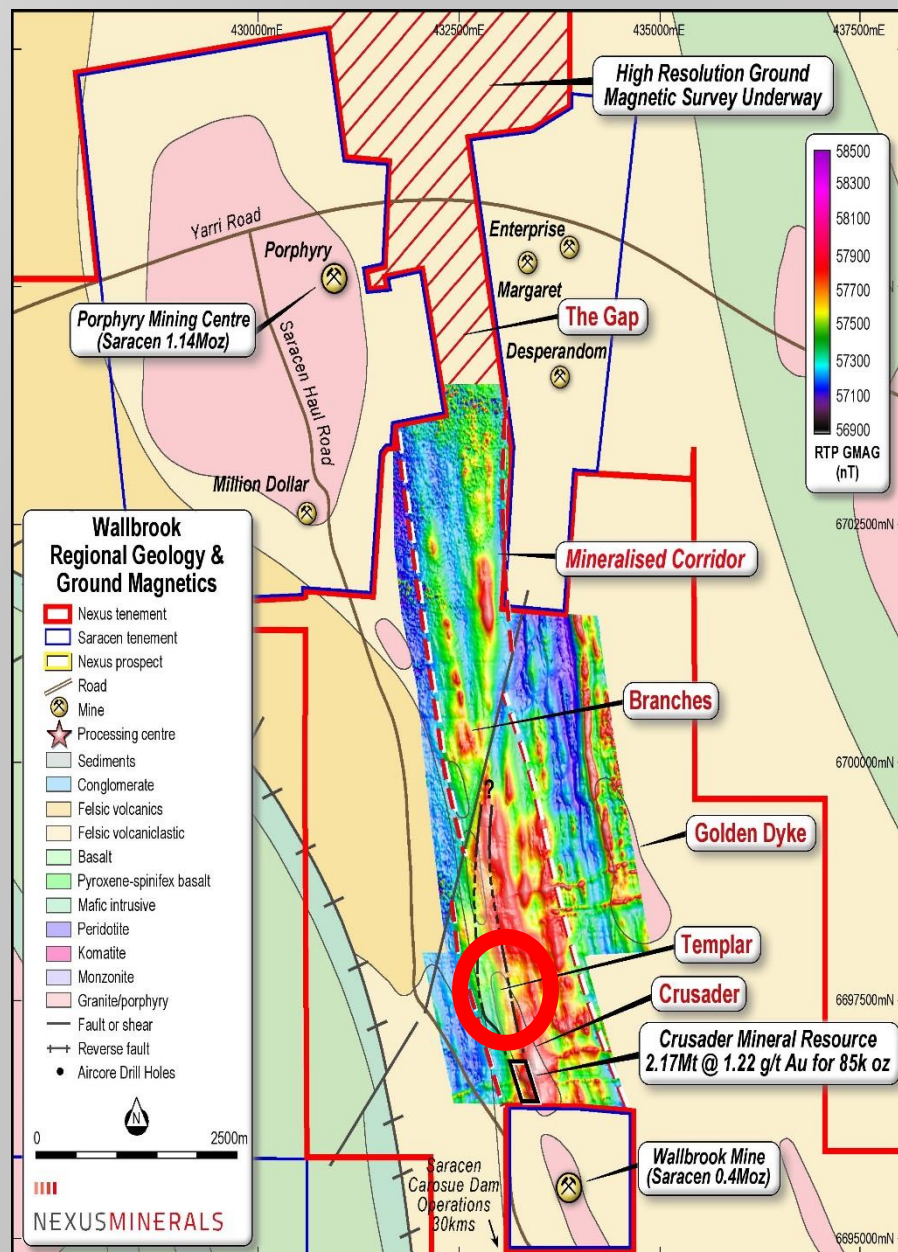 430000mE
432500mE
435000mE
437500mE
High Resolution Ground
Magnetic Survey Underway
58500
58300
58100
57900
57700
57500
57300
57100
56900
RTP GMAG
(nT)
Yarri Road
Porphyry
Enterprise
Margaret
Porphyry Mining Centre
(Saracen 1.14Moz)
The Gap
Saracen Haul Road
Desperandom
Million Dollar
6702500mN
Mineralised Corridor
Wallbrook
Regional Geology &
Ground Magnetics
Nexus tenement
Saracen tenement
Nexus prospect
Road
Mine
Processing centre
Sediments
Conglomerate
Felsic volcanics
Felsic volcaniclastic
Basalt
Pyroxene-spinifex basalt
Mafic intrusive
Peridotite
Komatite
Monzonite
Granite/porphyry
Fault or shear
Reverse fault
Aircore Drill Holes
N
0
2500m
NEXUSMINERALS
Branches
6700000mN
?
Golden Dyke
Templar
Crusader
6697500mN
Crusader Mineral Resource
2.17Mt @ 1.22 g/t Au for 85k oz
Wallbrook Mine
(Saracen 0.4Moz)
Saracen
Carosue Dam
Operations
30kms
6695000mN